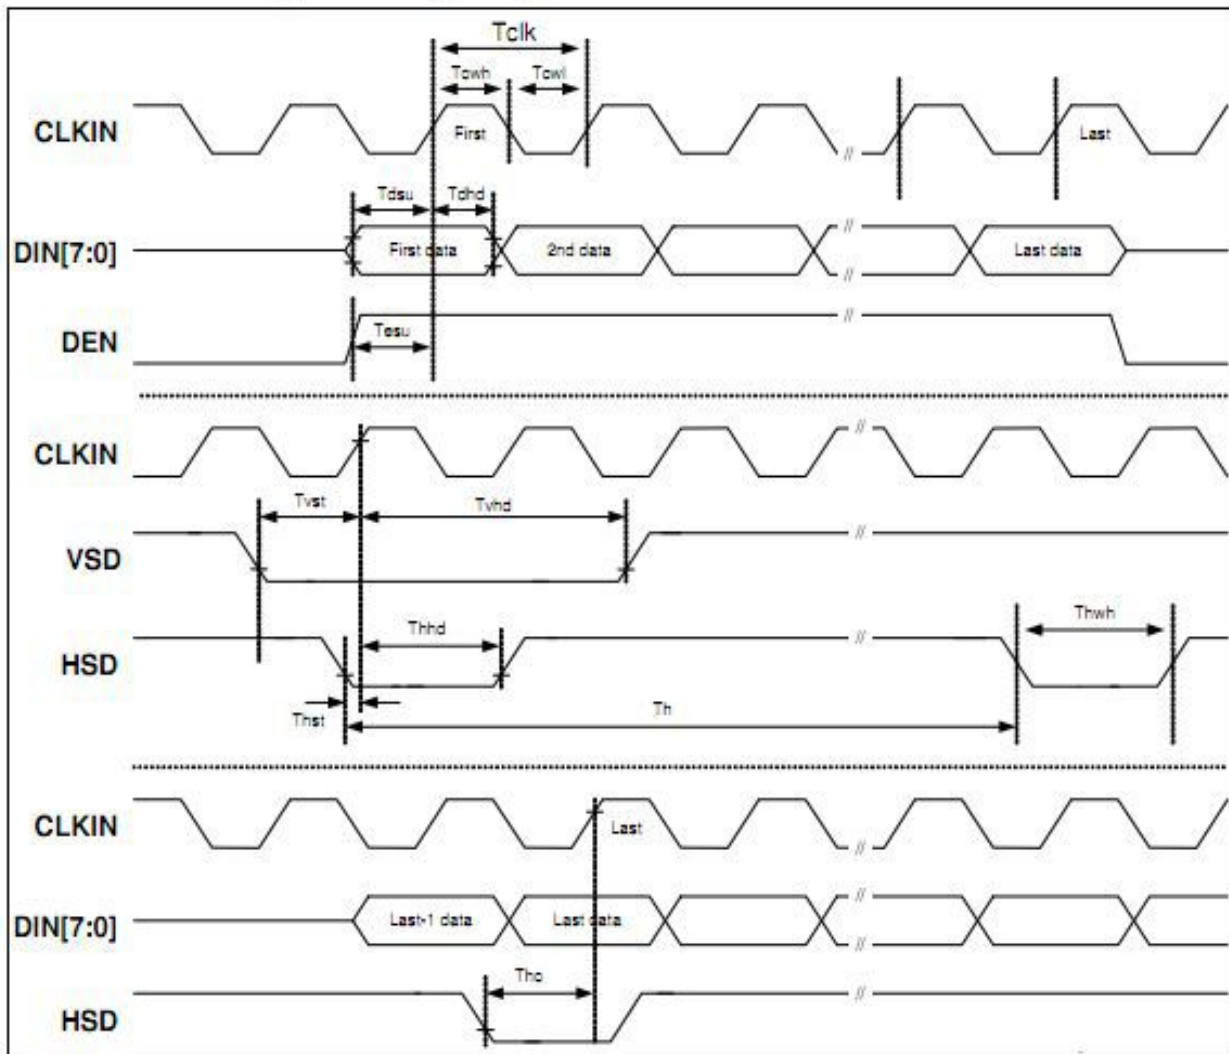 Tclk
Tcwh Tcwl
CLKIN First // Last
Tdsu Tdhd
DIN[7:0] First data 2nd data // // Last data
DEN Tesu //
CLKIN //
Tvst Tvhd
VSD //
Thhd Thwh
HSD //
Thst Th
CLKIN Last //
DIN[7:0] Last-1 data Last data // //
Thc
HSD //